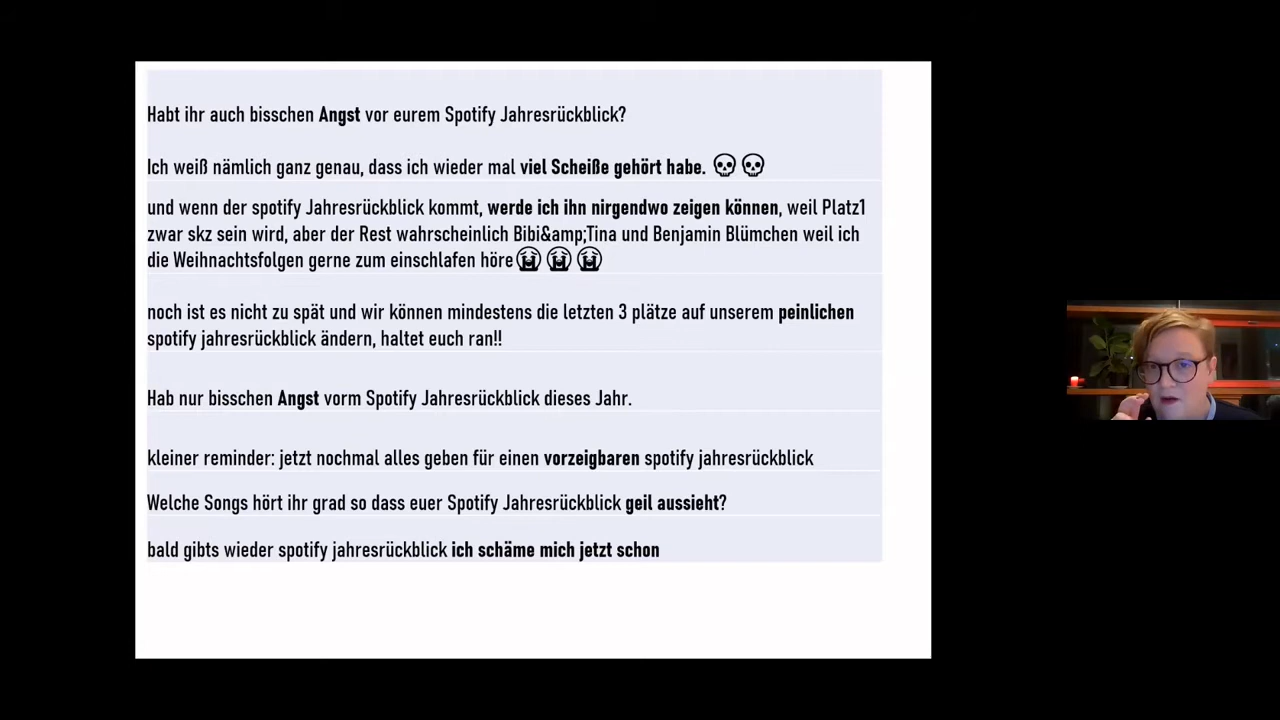 Habt ihr auch bisschen Angst vor eurem Spotify Jahresrückblick?
Ich weiß nämlich ganz genau, dass ich wieder mal viel Scheiße gehört habe. 💀💀
und wenn der spotify Jahresrückblick kommt, werde ich ihn nirgendwo zeigen können, weil Platz1
zwar skz sein wird, aber der Rest wahrscheinlich Bibi&amp;Tina und Benjamin Blümchen weil ich
die Weihnachtsfolgen gerne zum einschlafen höre😭😭😭
noch ist es nicht zu spät und wir können mindestens die letzten 3 plätze auf unserem peinlichen
spotify jahresrückblick ändern, haltet euch ran!!
Hab nur bisschen Angst vorm Spotify Jahresrückblick dieses Jahr.
kleiner reminder: jetzt nochmal alles geben für einen vorzeigbaren spotify jahresrückblick
Welche Songs hört ihr grad so dass euer Spotify Jahresrückblick geil aussieht?
bald gibts wieder spotify jahresrückblick ich schäme mich jetzt schon